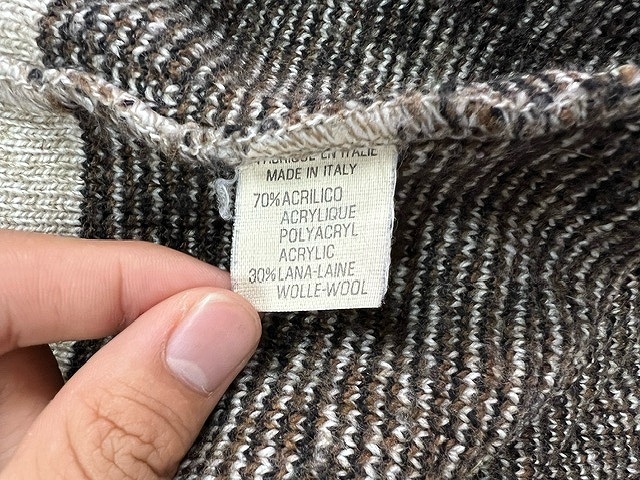 FABRIQUE EN ITALIE
MADE IN ITALY
70% ACRILICO
ACRYLIQUE
POLYACRYL
ACRYLIC
30% LANA-LAINE
WOLLE-WOOL